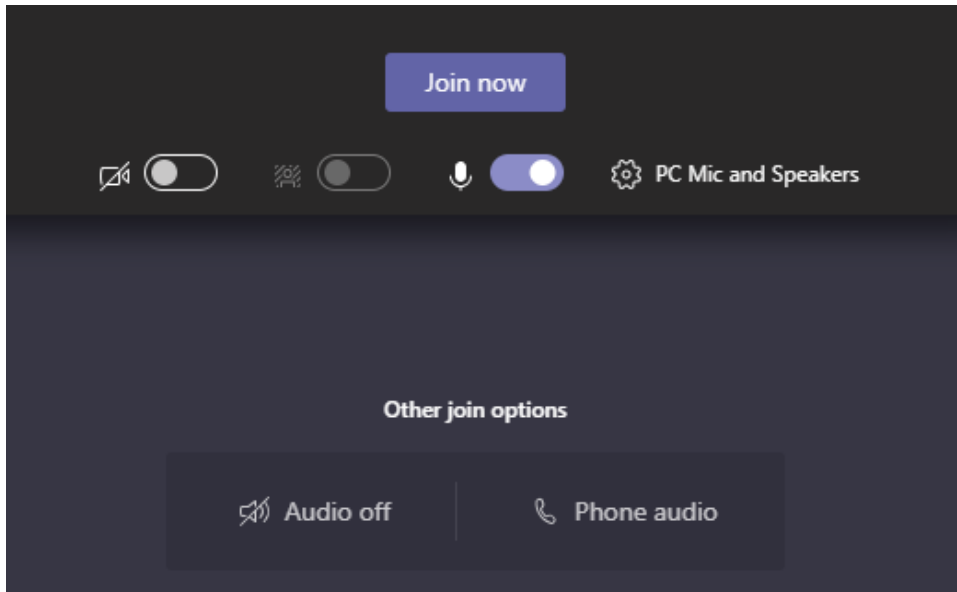 Join now
PC Mic and Speakers
Other join options
Audio off
Phone audio